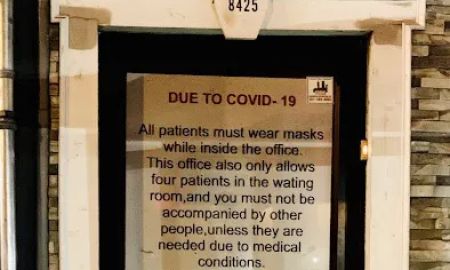 8425
DUE TO COVID- 19
All patients must wear masks
while inside the office.
This office also only allows
four patients in the wating
room,and you must not be
accompanied by other
people,unless they are
needed due to medical
conditions.